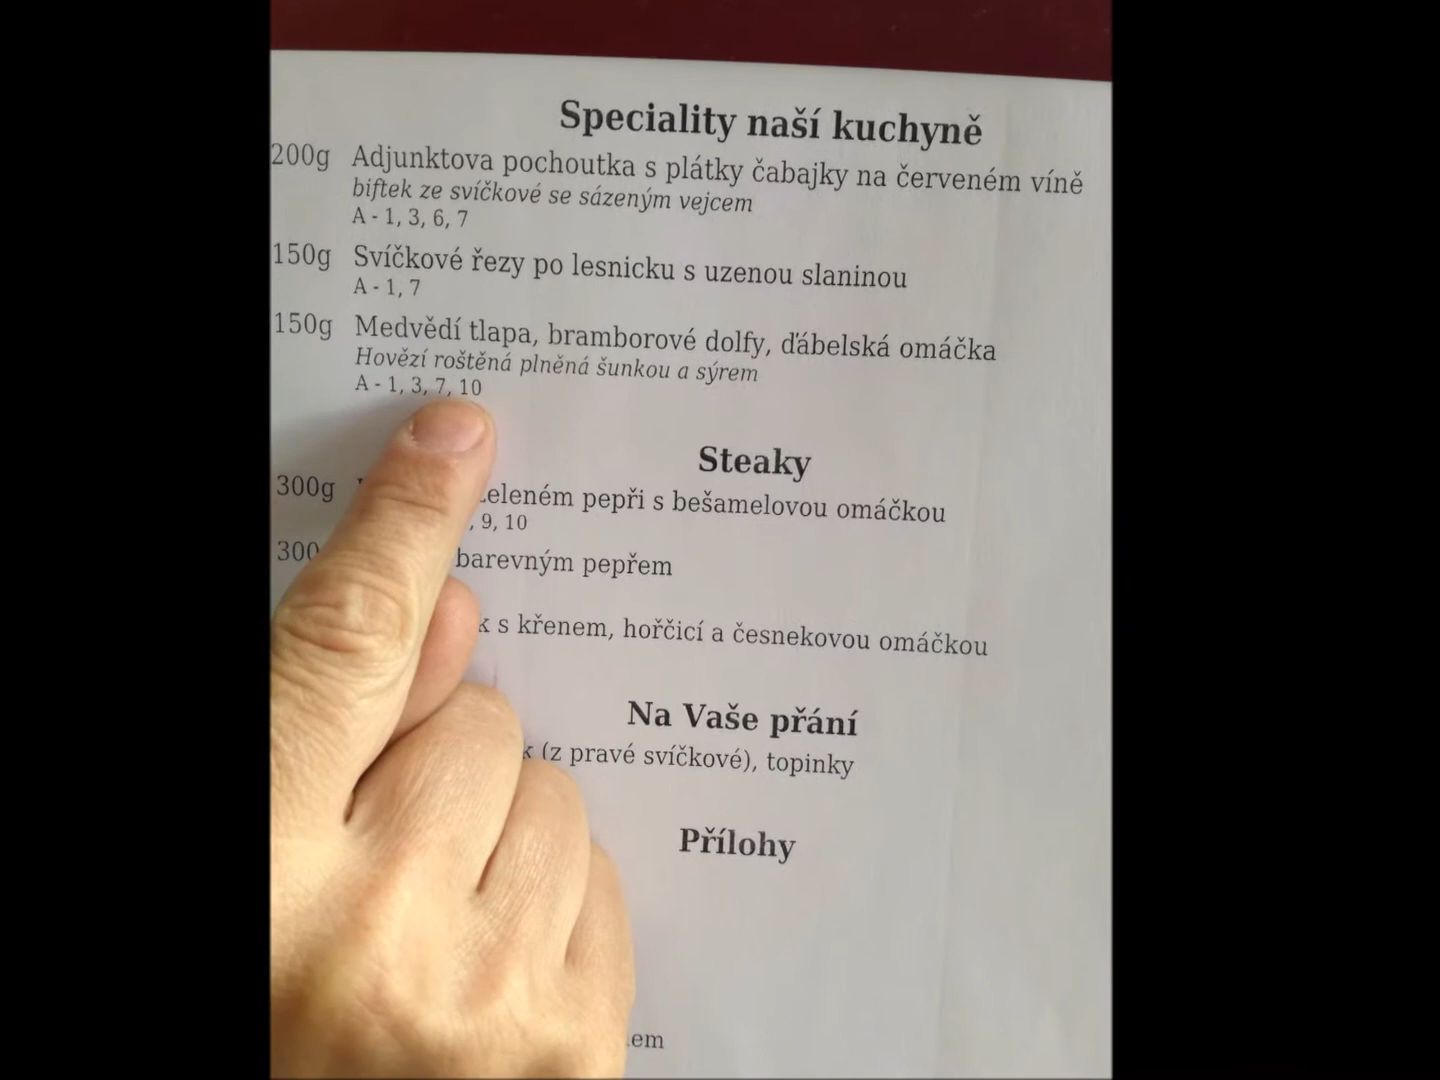 Speciality naší kuchyně
200g Adjunktova pochoutka s plátky čabajky na červeném víně
biftek ze svíčkové se sázeným vejcem
A - 1, 3, 6, 7
150g Svíčkové řezy po lesnicku s uzenou slaninou
A - 1, 7
150g Medvědí tlapa, bramborové dolfy, ďábelská omáčka
Hovězí roštěná plněná šunkou a sýrem
A - 1, 3, 7, 10
Steaky
300g pepři s bešamelovou omáčkou
, 9, 10
300 barevným pepřem
s křenem, hořčicí a česnekovou omáčkou
Na Vaše přání
(z pravé svíčkové), topinky
Přílohy